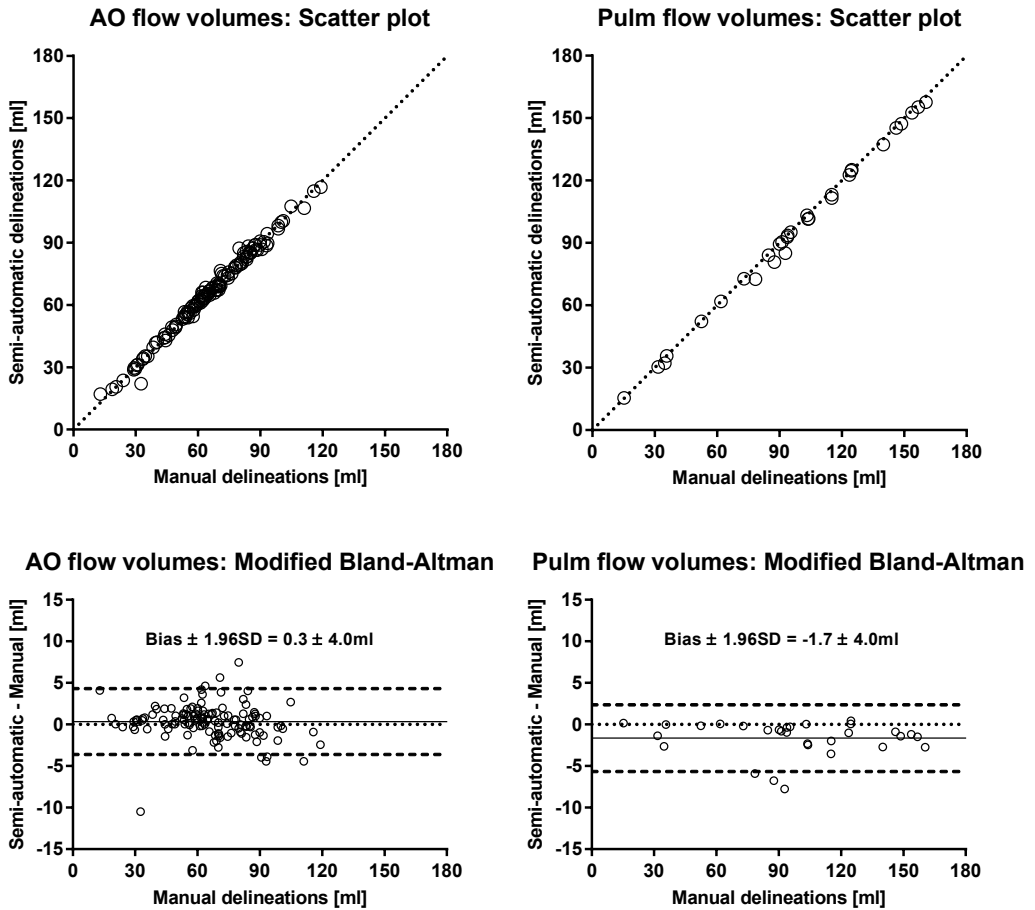 AO flow volumes: Scatter plot
Semi-automatic delineations [ml]
180
150
120
90
60
30
0
0 30 60 90 120 150 180
Manual delineations [ml]
Pulm flow volumes: Scatter plot
Semi-automatic delineations [ml]
180
150
120
90
60
30
0
0 30 60 90 120 150 180
Manual delineations [ml]
AO flow volumes: Modified Bland-Altman
Semi-automatic - Manual [ml]
15
10
5
0
-5
-10
-15
Bias ± 1.96SD = 0.3 ± 4.0ml
0 30 60 90 120 150 180
Manual delineations [ml]
Pulm flow volumes: Modified Bland-Altman
Semi-automatic - Manual [ml]
15
10
5
0
-5
-10
-15
Bias ± 1.96SD = -1.7 ± 4.0ml
0 30 60 90 120 150 180
Manual delineations [ml]